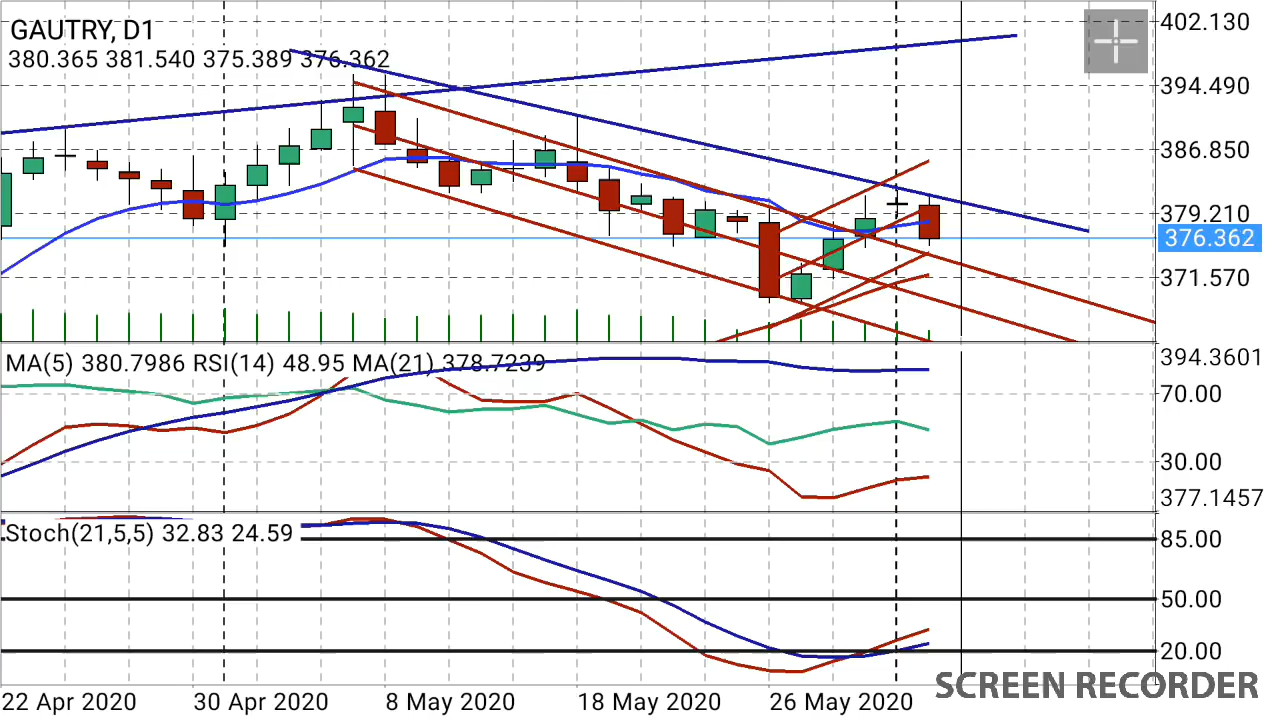 GAUTRY, D1
380.365 381.540 375.389 376.362
402.130
394.490
386.850
379.210
376.362
371.570
MA(5) 380.7986 RSI(14) 48.95 MA(21) 378.7239
394.3601
70.00
30.00
377.1457
Stoch(21,5,5) 32.83 24.59
85.00
50.00
20.00
22 Apr 2020
30 Apr 2020
8 May 2020
18 May 2020
26 May 2020
SCREEN RECORDER